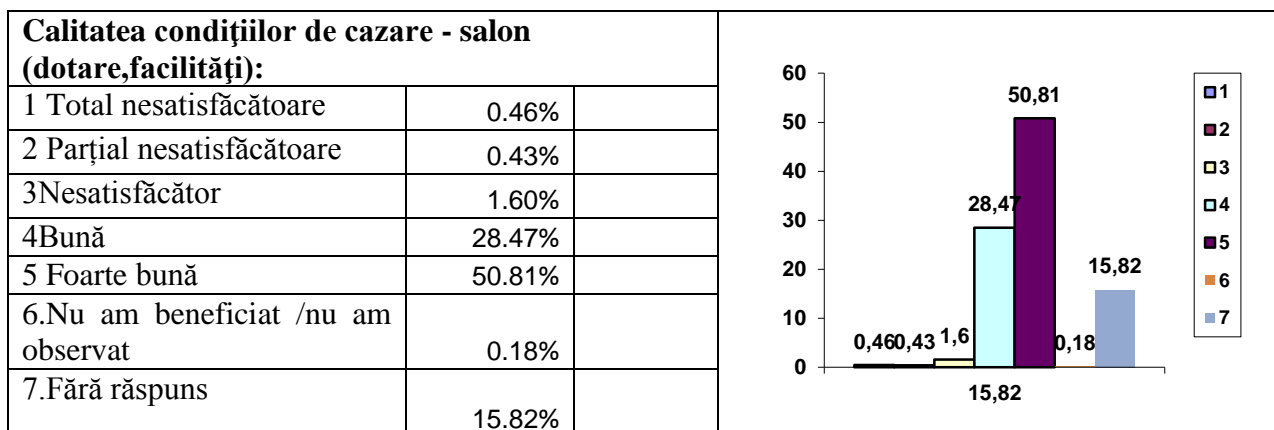 Calitatea condiţiilor de cazare - salon
(dotare,facilităţi):
1 Total nesatisfăcătoare 0.46%
2 Parțial nesatisfăcătoare 0.43%
3Nesatisfăcător 1.60%
4Bună 28.47%
5 Foarte bună 50.81%
6.Nu am beneficiat /nu am
observat 0.18%
7.Fără răspuns
15.82%
60
50
40
30
20
10
0
0,46
0,43
1,6
28,47
50,81
0,18
15,82
15,82
1
2
3
4
5
6
7